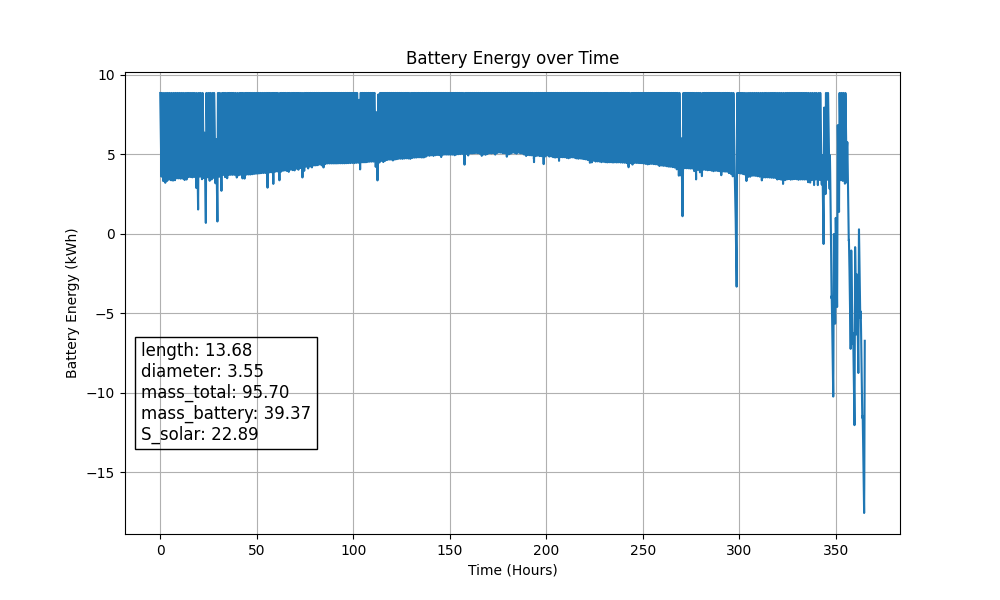 Battery Energy over Time
10
5
0
−5
−10
−15
Battery Energy (kWh)
length: 13.68
diameter: 3.55
mass_total: 95.70
mass_battery: 39.37
S_solar: 22.89
0 50 100 150 200 250 300 350
Time (Hours)